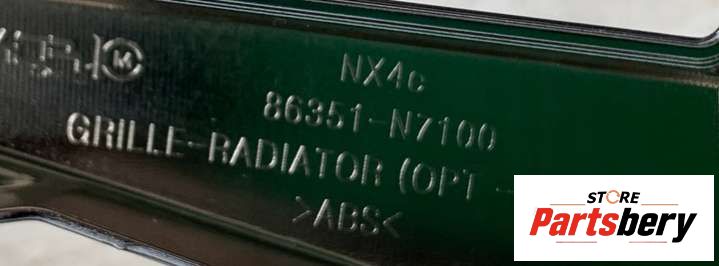 NX4c
86351-N7100
GRILLE-RADIATOR (OPT -
>ABS<
STORE
Partsbery